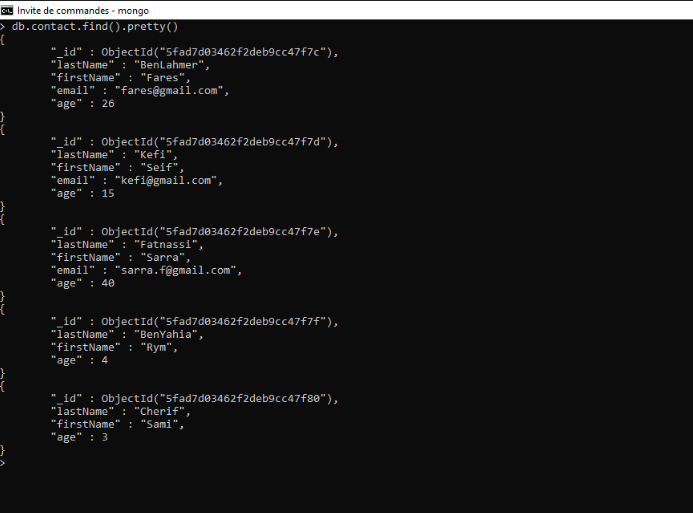 Invite de commandes - mongo
> db.contact.find().pretty()
{
"_id" : ObjectId("5fad7d03462f2deb9cc47f7c"),
"lastName" : "BenLahmer",
"firstName" : "Fares",
"email" : "fares@gmail.com",
"age" : 26
}
{
"_id" : ObjectId("5fad7d03462f2deb9cc47f7d"),
"lastName" : "Kefi",
"firstName" : "Seif",
"email" : "kefi@gmail.com",
"age" : 15
}
{
"_id" : ObjectId("5fad7d03462f2deb9cc47f7e"),
"lastName" : "Fatnassi",
"firstName" : "Sarra",
"email" : "sarra.f@gmail.com",
"age" : 40
}
{
"_id" : ObjectId("5fad7d03462f2deb9cc47f7f"),
"lastName" : "BenYahia",
"firstName" : "Rym",
"age" : 4
}
{
"_id" : ObjectId("5fad7d03462f2deb9cc47f80"),
"lastName" : "Cherif",
"firstName" : "Sami",
"age" : 3
}
>